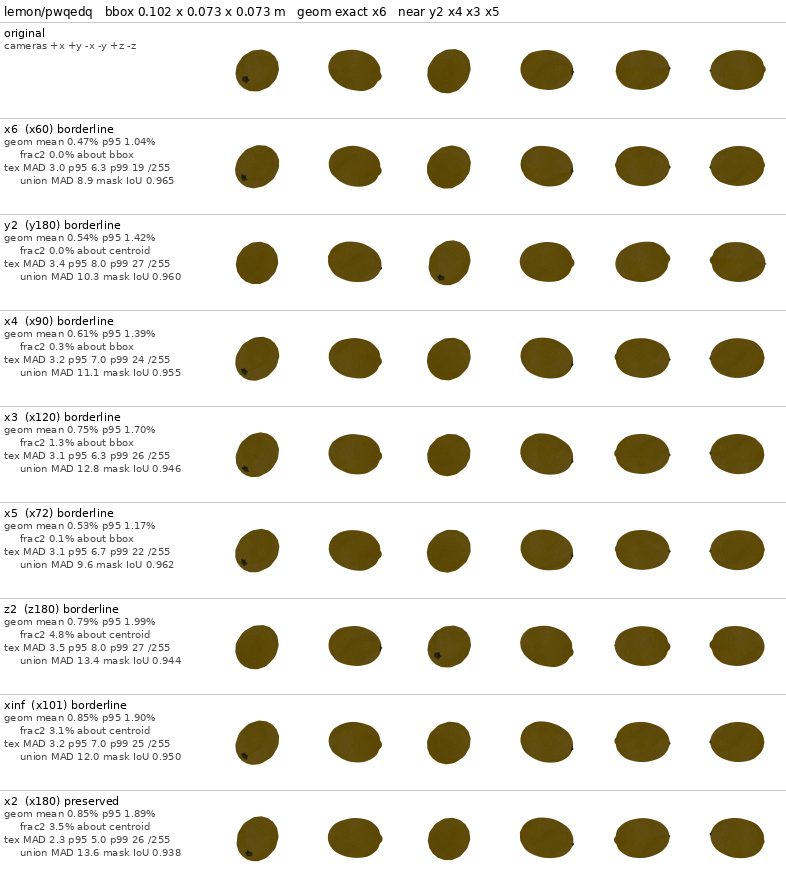 lemon/pwqedq   bbox 0.102 x 0.073 x 0.073 m   geom exact x6   near y2 x4 x3 x5
original
cameras +x +y -x -y +z -z
x6  (x60) borderline
geom mean 0.47% p95 1.04%
frac2 0.0% about bbox
tex MAD 3.0 p95 6.3 p99 19 /255
union MAD 8.9 mask IoU 0.965
y2  (y180) borderline
geom mean 0.54% p95 1.42%
frac2 0.0% about centroid
tex MAD 3.4 p95 8.0 p99 27 /255
union MAD 10.3 mask IoU 0.960
x4  (x90) borderline
geom mean 0.61% p95 1.39%
frac2 0.3% about bbox
tex MAD 3.2 p95 7.0 p99 24 /255
union MAD 11.1 mask IoU 0.955
x3  (x120) borderline
geom mean 0.75% p95 1.70%
frac2 1.3% about bbox
tex MAD 3.1 p95 6.3 p99 26 /255
union MAD 12.8 mask IoU 0.946
x5  (x72) borderline
geom mean 0.53% p95 1.17%
frac2 0.1% about bbox
tex MAD 3.1 p95 6.7 p99 22 /255
union MAD 9.6 mask IoU 0.962
z2  (z180) borderline
geom mean 0.79% p95 1.99%
frac2 4.8% about centroid
tex MAD 3.5 p95 8.0 p99 27 /255
union MAD 13.4 mask IoU 0.944
xinf  (x101) borderline
geom mean 0.85% p95 1.90%
frac2 3.1% about centroid
tex MAD 3.2 p95 7.0 p99 25 /255
union MAD 12.0 mask IoU 0.950
x2  (x180) preserved
geom mean 0.85% p95 1.89%
frac2 3.5% about centroid
tex MAD 2.3 p95 5.0 p99 26 /255
union MAD 13.6 mask IoU 0.938